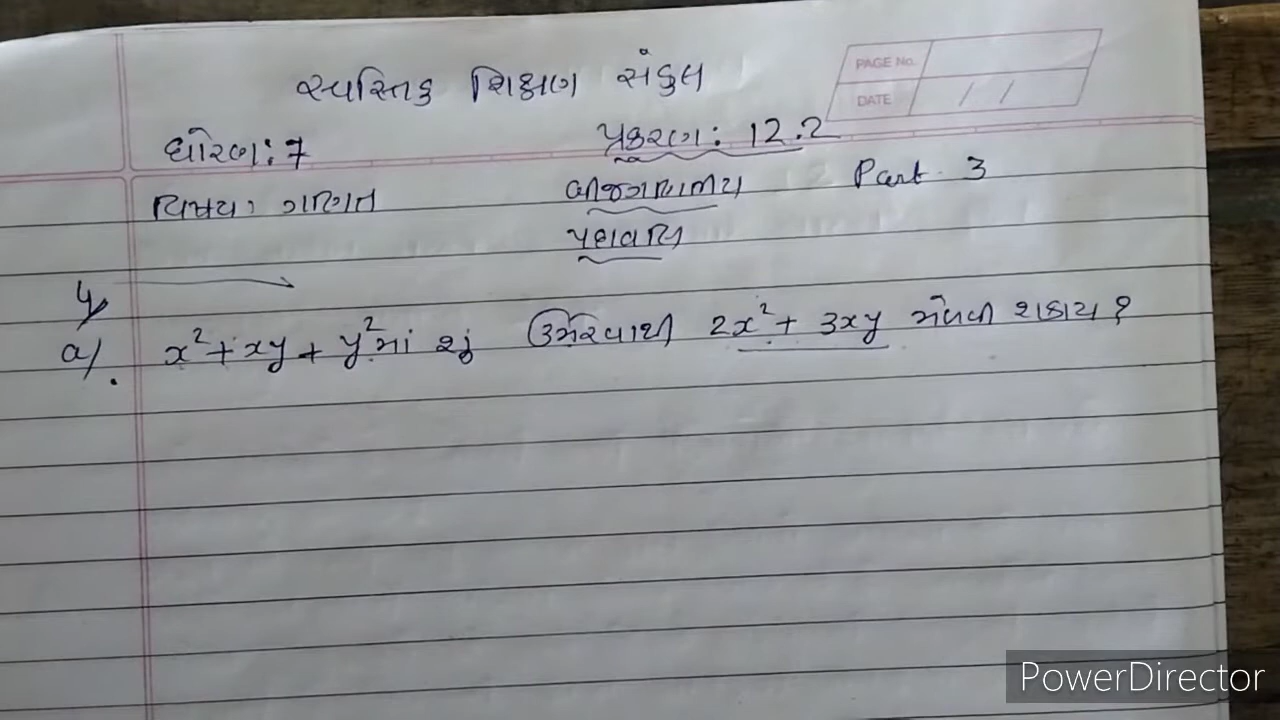 સ્વસ્તિક શિક્ષણ સંકુલ
PAGE No.
DATE / /
ધોરણ: 7 પ્રકરણ: 12.2
વિષય: ગણિત બીજગણિતીય Part 3
પદાવલિ
4)
a) x²+xy+y² માં શું ઉમેરવાથી 2x²+ 3xy મેળવી શકાય ?
PowerDirector